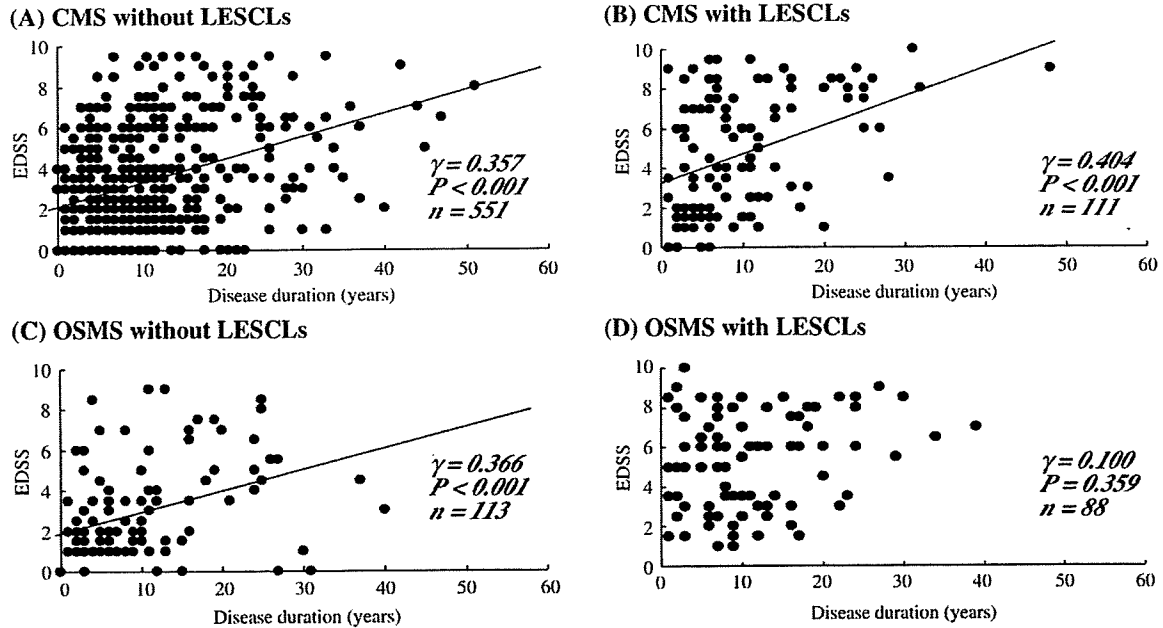 (A) CMS without LESCLs
EDSS
10
8
6
4
2
0
0 10 20 30 40 50 60
Disease duration (years)
γ = 0.357
P < 0.001
n = 551
(B) CMS with LESCLs
EDSS
10
8
6
4
2
0
0 10 20 30 40 50 60
Disease duration (years)
γ = 0.404
P < 0.001
n = 111
(C) OSMS without LESCLs
EDSS
10
8
6
4
2
0
0 10 20 30 40 50 60
Disease duration (years)
γ = 0.366
P < 0.001
n = 113
(D) OSMS with LESCLs
EDSS
10
8
6
4
2
0
0 10 20 30 40 50 60
Disease duration (years)
γ = 0.100
P = 0.359
n = 88